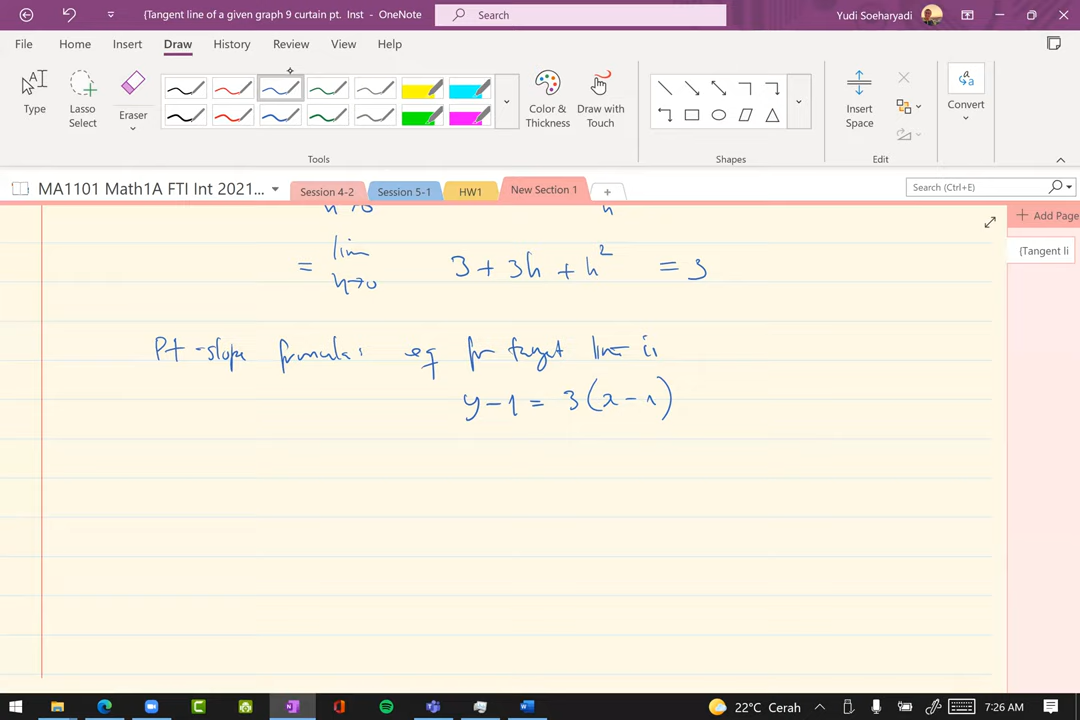 {Tangent line of a given graph 9 curtain pt. Inst - OneNote
Search
Yudi Soeharyadi
File Home Insert Draw History Review View Help
Type
Lasso Select
Eraser
Color & Thickness
Draw with Touch
Insert Space
Convert
Tools
Shapes
Edit
MA1101 Math1A FTI Int 2021...
Session 4-2
Session 5-1
HW1
New Section 1
+
Search (Ctrl+E)
+ Add Page
{Tangent li
h→0 h
= lim h→0 3 + 3h + h² = 3
Pt-slope formula: eq for target line is
y - 1 = 3(x - 1)
22°C Cerah
7:26 AM